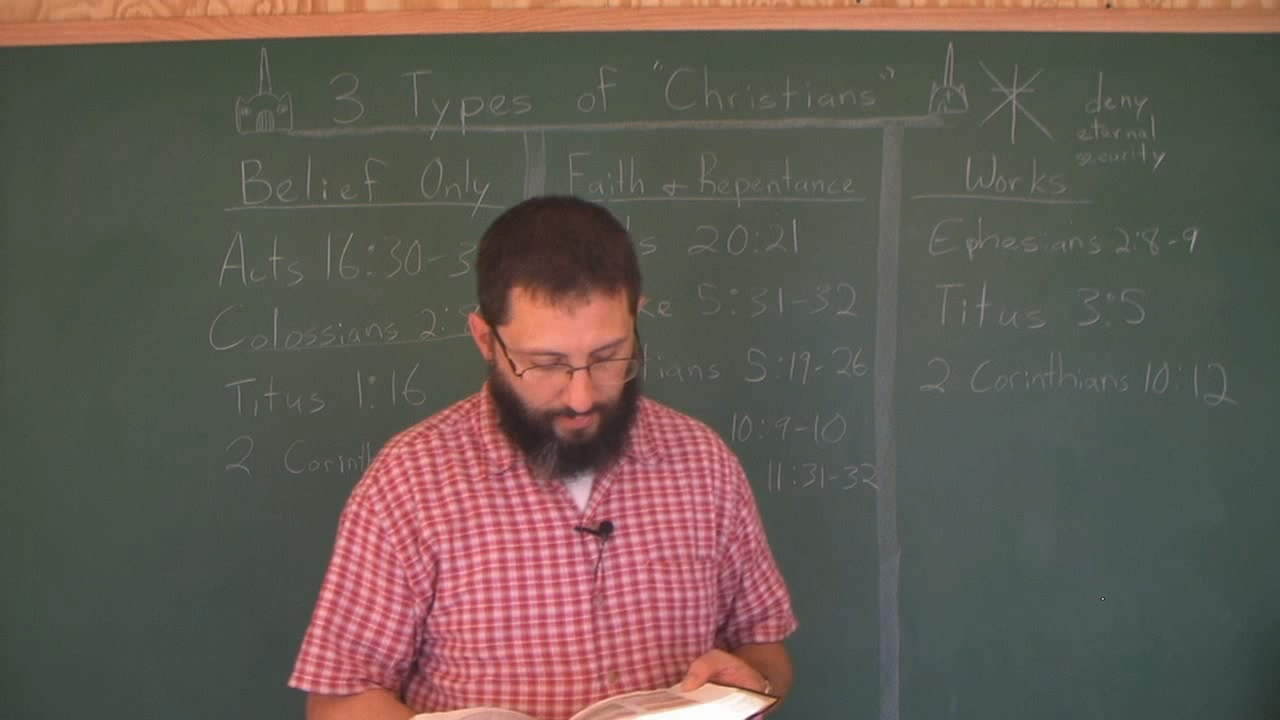 3 Types of "Christians"
deny
eternal
security
Belief Only
Acts 16:30-3
Colossians 2:
Titus 1:16
2 Corinth
Faith & Repentance
s 20:21
ke 5:31-32
tians 5:19-26
10:9-10
11:31-32
Works
Ephesians 2:8-9
Titus 3:5
2 Corinthians 10:12